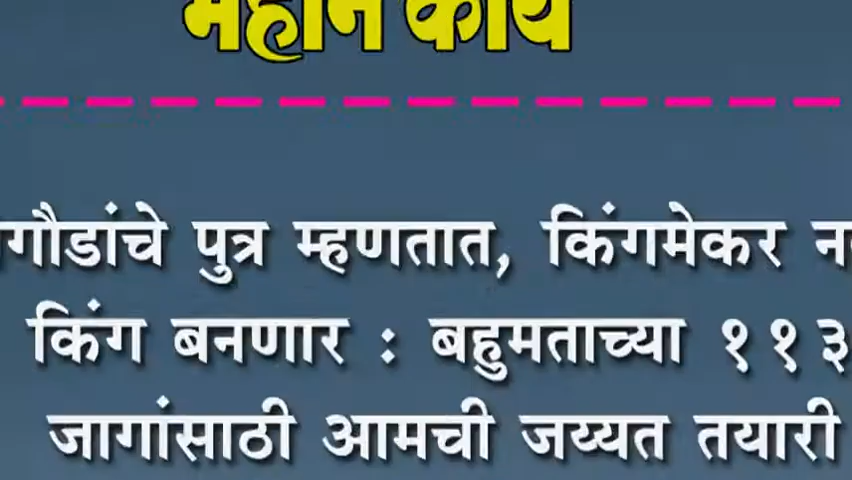 महान कार्य
गौडांचे पुत्र म्हणतात, किंगमेकर
किंग बनणार : बहुमताच्या ११३
जागांसाठी आमची जय्यत तयारी